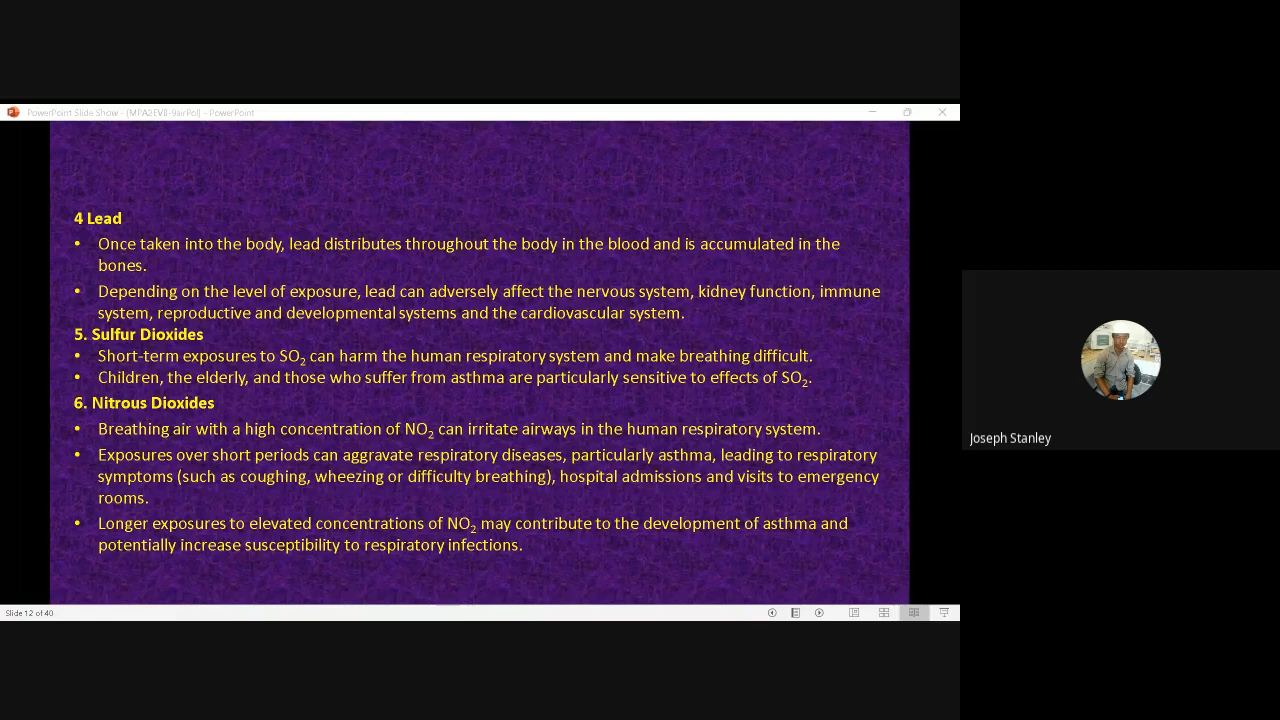 PowerPoint Slide Show - [MPA2EVB-9airPol] - PowerPoint
4 Lead
• Once taken into the body, lead distributes throughout the body in the blood and is accumulated in the
bones.
• Depending on the level of exposure, lead can adversely affect the nervous system, kidney function, immune
system, reproductive and developmental systems and the cardiovascular system.
5. Sulfur Dioxides
• Short-term exposures to SO₂ can harm the human respiratory system and make breathing difficult.
• Children, the elderly, and those who suffer from asthma are particularly sensitive to effects of SO₂.
6. Nitrous Dioxides
• Breathing air with a high concentration of NO₂ can irritate airways in the human respiratory system.
• Exposures over short periods can aggravate respiratory diseases, particularly asthma, leading to respiratory
symptoms (such as coughing, wheezing or difficulty breathing), hospital admissions and visits to emergency
rooms.
• Longer exposures to elevated concentrations of NO₂ may contribute to the development of asthma and
potentially increase susceptibility to respiratory infections.
Slide 12 of 40
Joseph Stanley